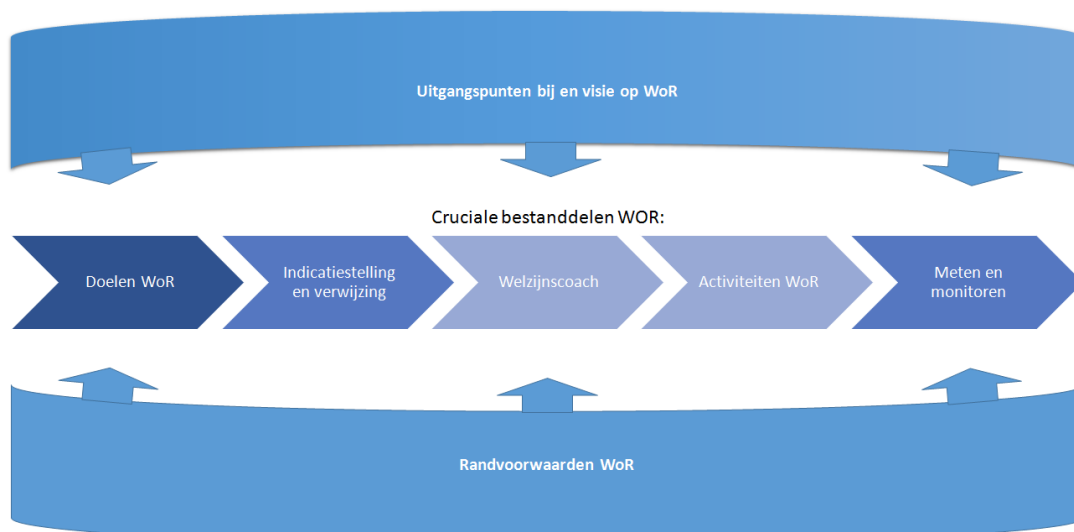 Uitgangspunten bij en visie op WoR
Cruciale bestanddelen WOR:
Doelen WoR
Indicatiestelling
en verwijzing
Welzijnscoach
Activiteiten WoR
Meten en
monitoren
Randvoorwaarden WoR